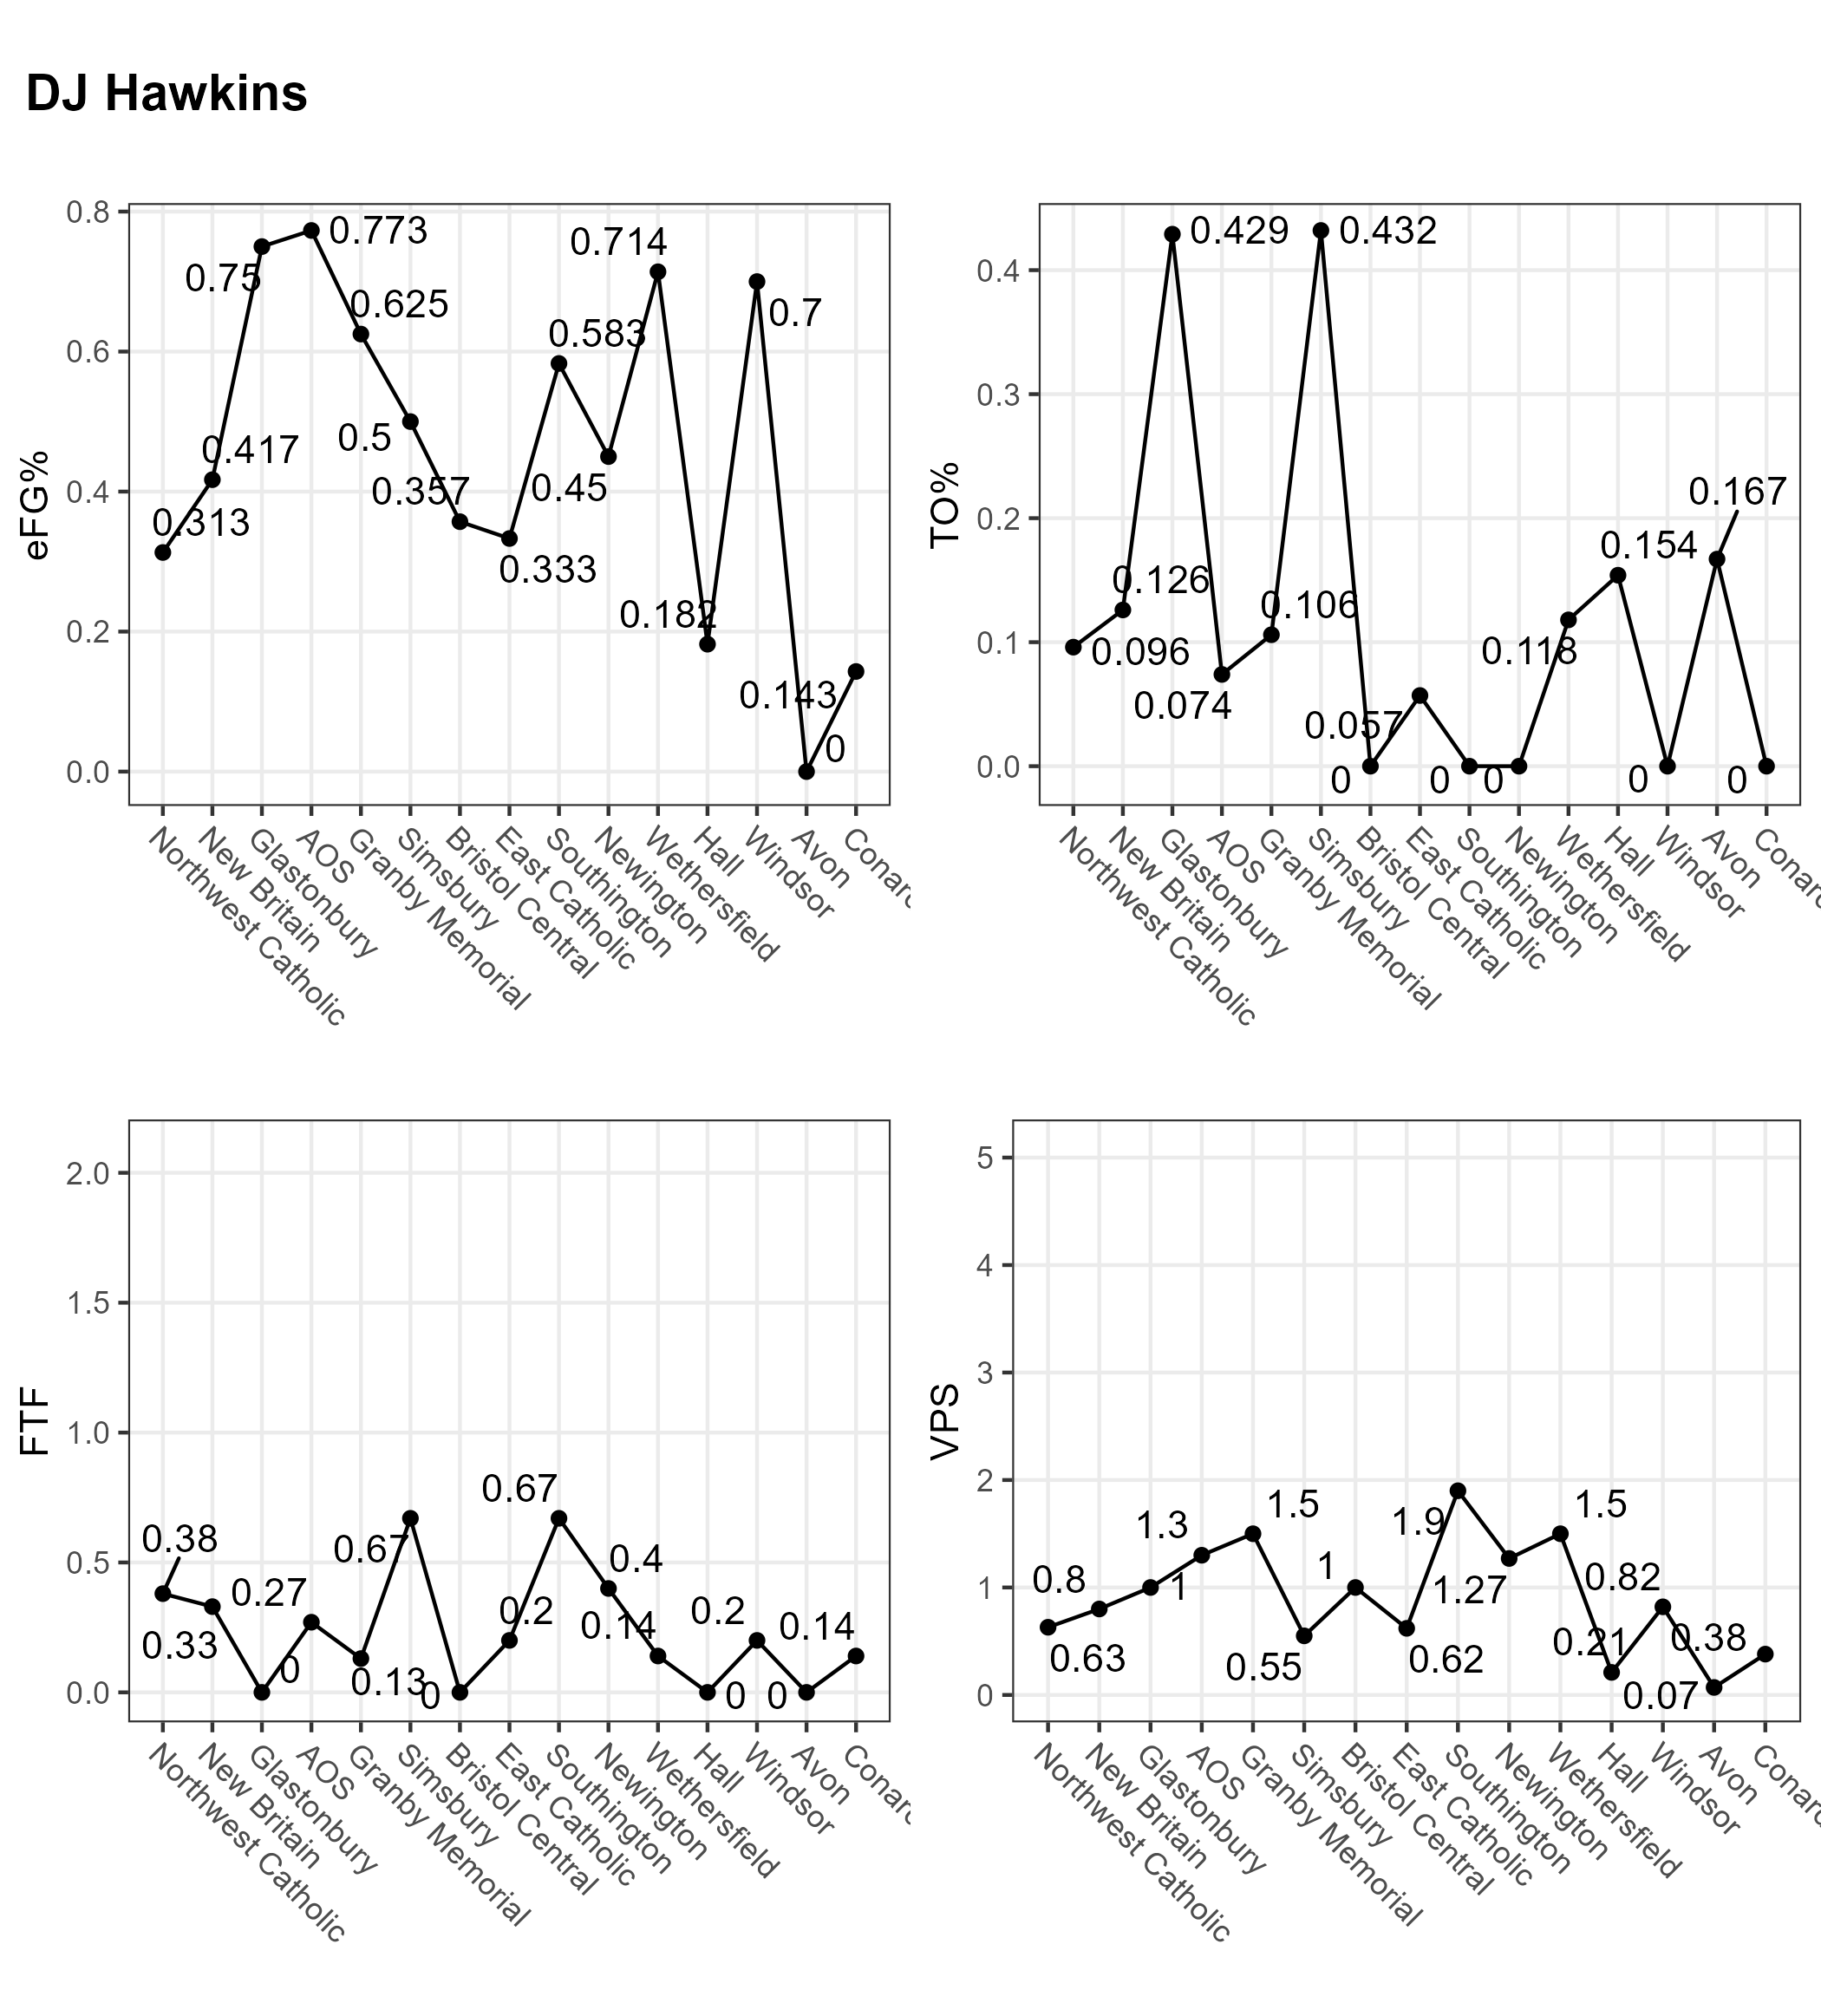 DJ Hawkins
eFG%
0.8
0.6
0.4
0.2
0.0
0.313
0.417
0.75
0.773
0.625
0.5
0.357
0.333
0.583
0.45
0.714
0.182
0.7
0
0.143
Northwest Catholic
New Britain
Glastonbury
AOS
Granby Memorial
Simsbury
Bristol Central
East Catholic
Southington
Newington
Wethersfield
Hall
Windsor
Avon
TO%
0.4
0.3
0.2
0.1
0.0
0.096
0.126
0.429
0.074
0.106
0.432
0
0.057
0
0
0.118
0.154
0
0.167
0
Northwest Catholic
New Britain
Glastonbury
AOS
Granby Memorial
Simsbury
Bristol Central
East Catholic
Southington
Newington
Wethersfield
Hall
Windsor
Avon
FTF
2.0
1.5
1.0
0.5
0.0
0.38
0.33
0
0.27
0.13
0.67
0
0.2
0.67
0.4
0.14
0
0.2
0
0.14
Northwest Catholic
New Britain
Glastonbury
AOS
Granby Memorial
Simsbury
Bristol Central
East Catholic
Southington
Newington
Wethersfield
Hall
Windsor
Avon
VPS
5
4
3
2
1
0
0.63
0.8
1
1.3
1.5
0.55
1
0.62
1.9
1.27
1.5
0.21
0.82
0.07
0.38
Northwest Catholic
New Britain
Glastonbury
AOS
Granby Memorial
Simsbury
Bristol Central
East Catholic
Southington
Newington
Wethersfield
Hall
Windsor
Avon